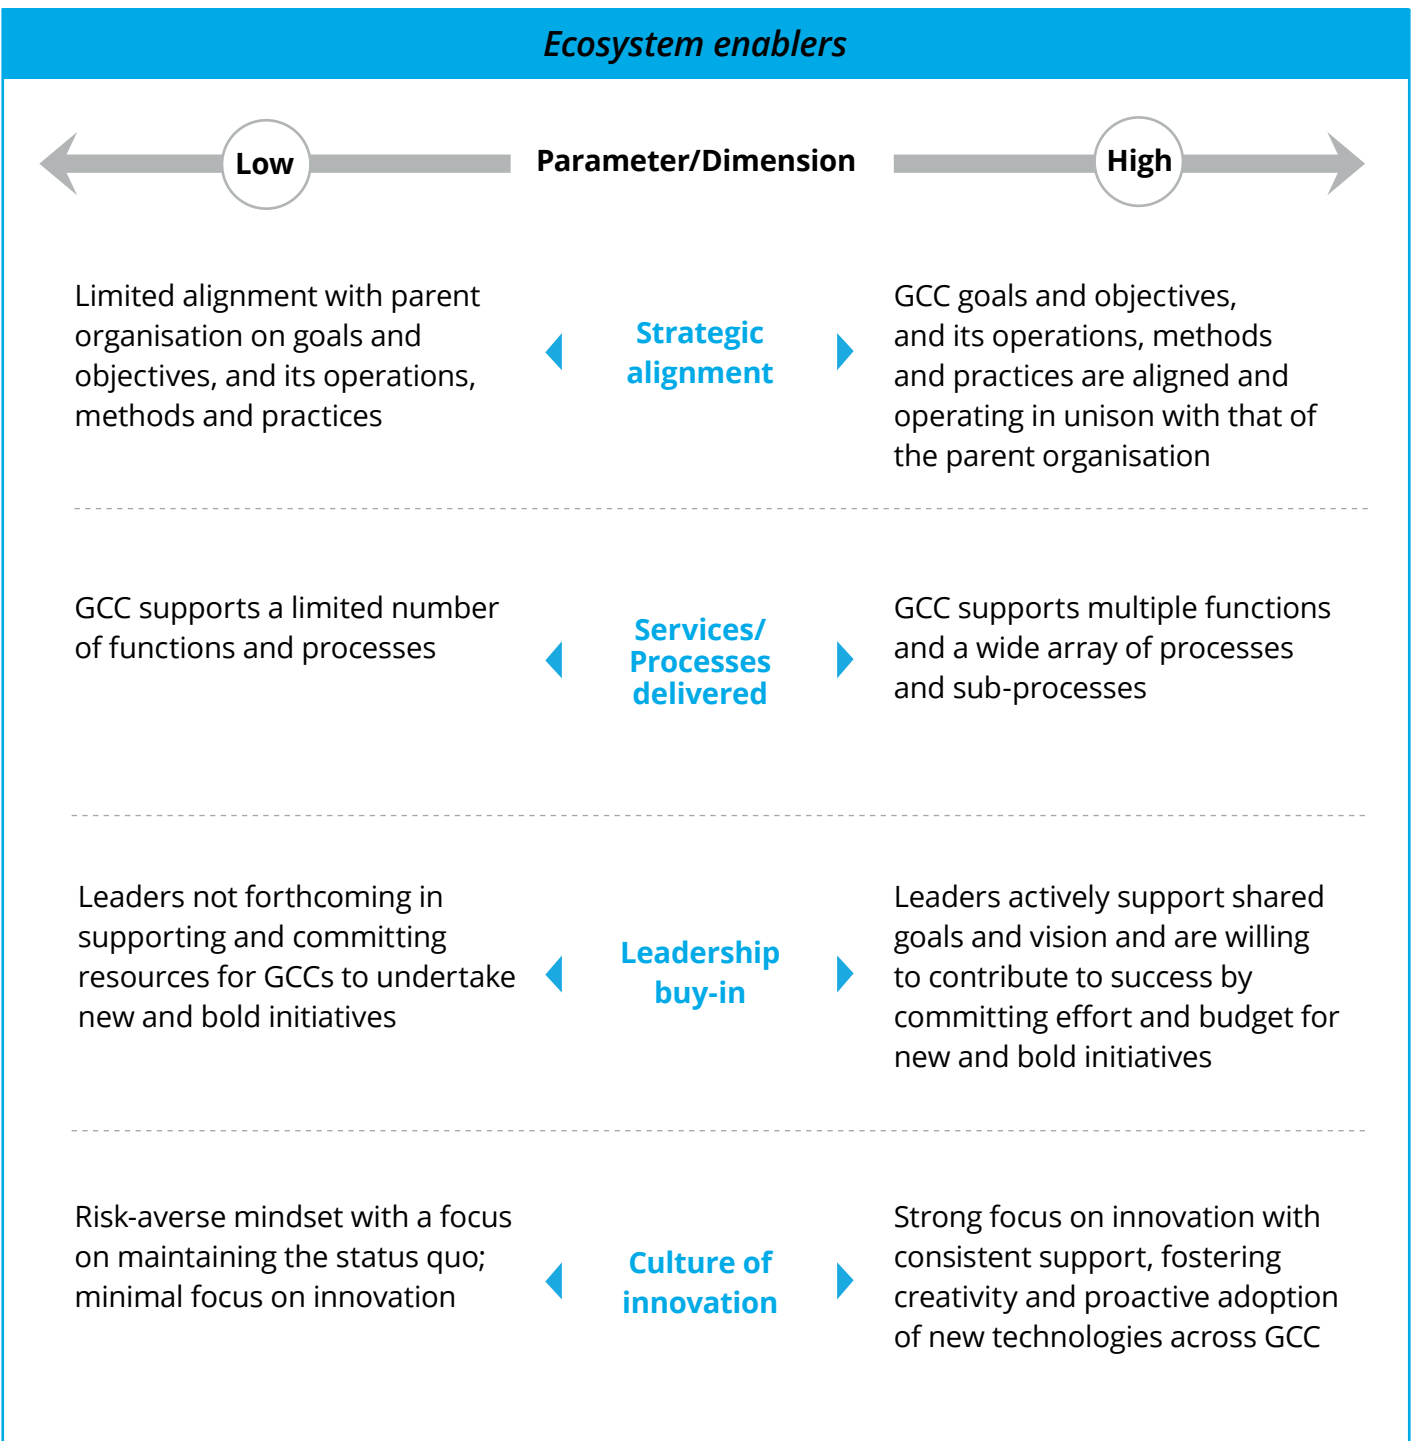 Ecosystem enablers
Low
Parameter/Dimension
High
Limited alignment with parent
organisation on goals and
objectives, and its operations,
methods and practices
Strategic
alignment
GCC goals and objectives,
and its operations, methods
and practices are aligned and
operating in unison with that of
the parent organisation
GCC supports a limited number
of functions and processes
Services/
Processes
delivered
GCC supports multiple functions
and a wide array of processes
and sub-processes
Leaders not forthcoming in
supporting and committing
resources for GCCs to undertake
new and bold initiatives
Leadership
buy-in
Leaders actively support shared
goals and vision and are willing
to contribute to success by
committing effort and budget for
new and bold initiatives
Risk-averse mindset with a focus
on maintaining the status quo;
minimal focus on innovation
Culture of
innovation
Strong focus on innovation with
consistent support, fostering
creativity and proactive adoption
of new technologies across GCC